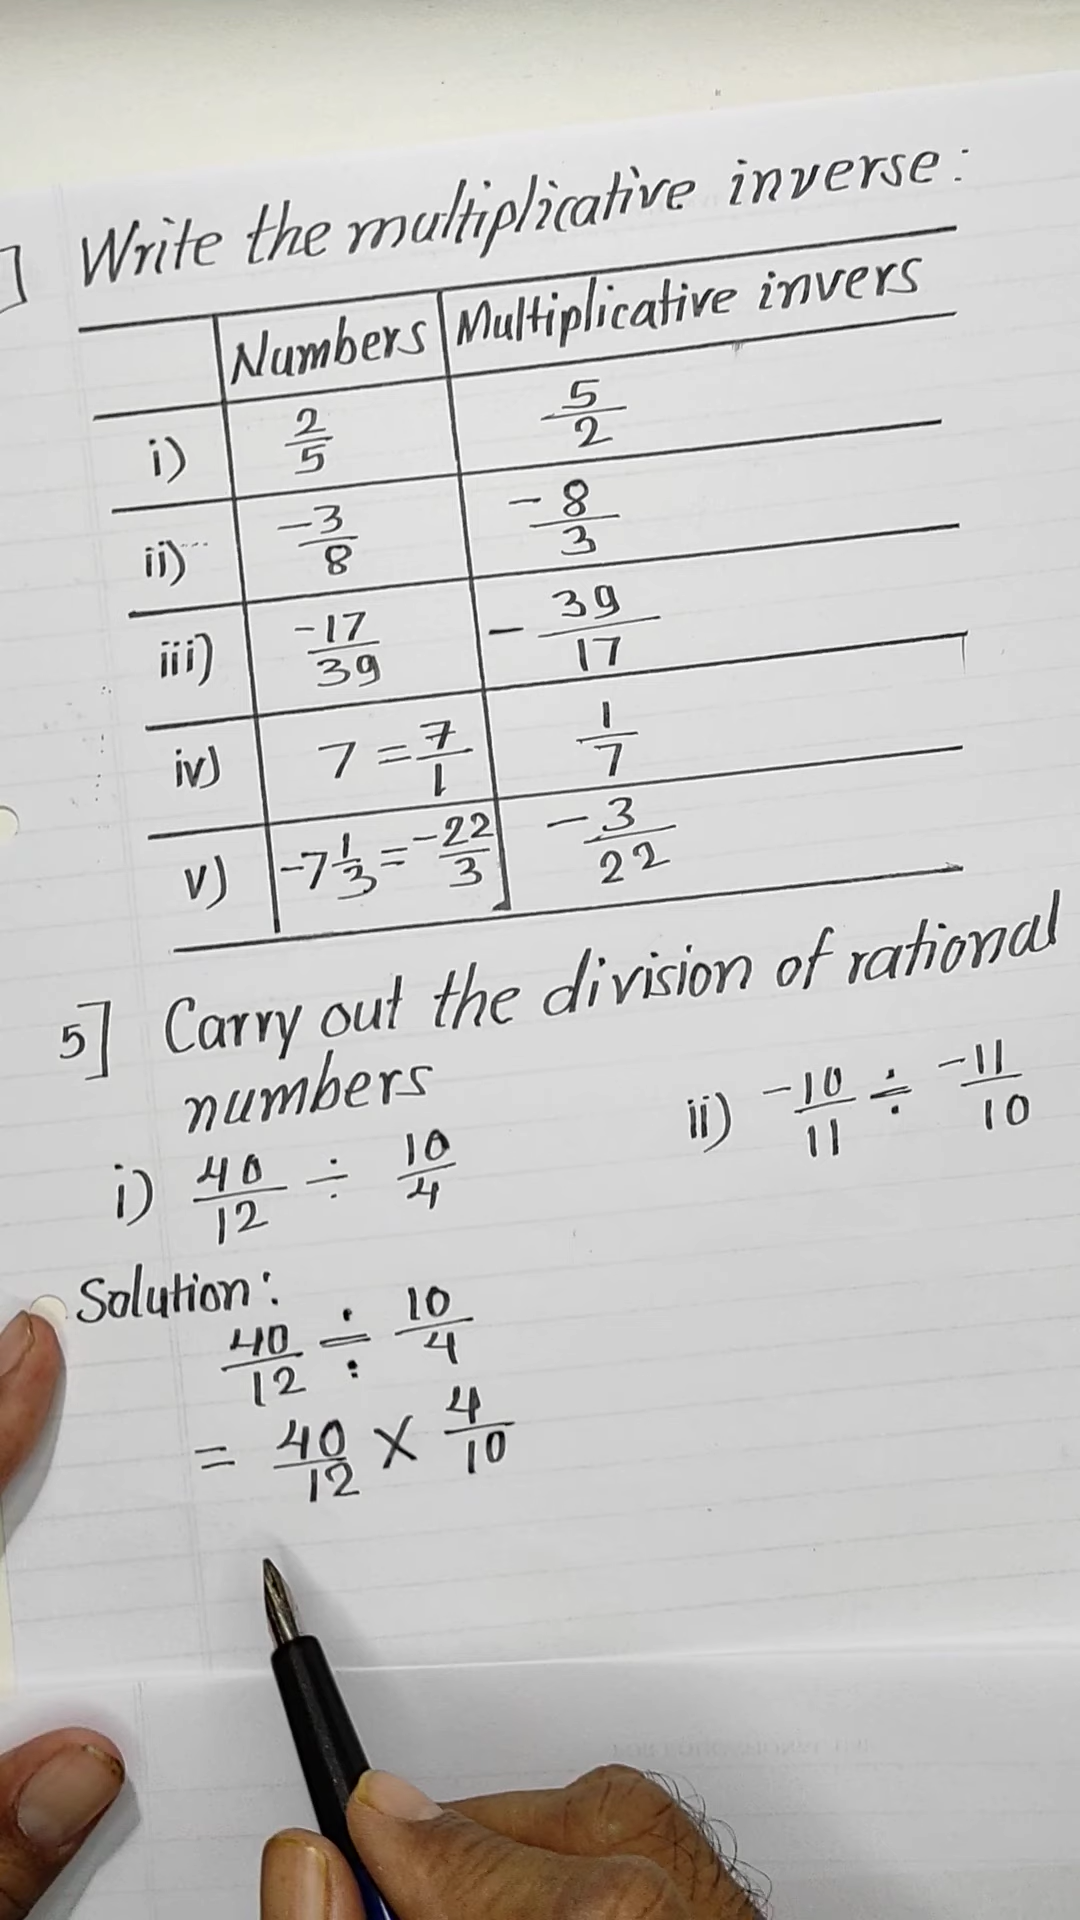 ] Write the multiplicative inverse:
Numbers Multiplicative invers
i) 2/5 5/2
ii) -3/8 -8/3
iii) -17/39 -39/17
iv) 7 = 7/1 1/7
v) -7 1/3 = -22/3 -3/22
5] Carry out the division of rational
numbers
i) 40/12 ÷ 10/4 ii) -10/11 ÷ -11/10
Solution:
40/12 ÷ 10/4
= 40/12 × 4/10